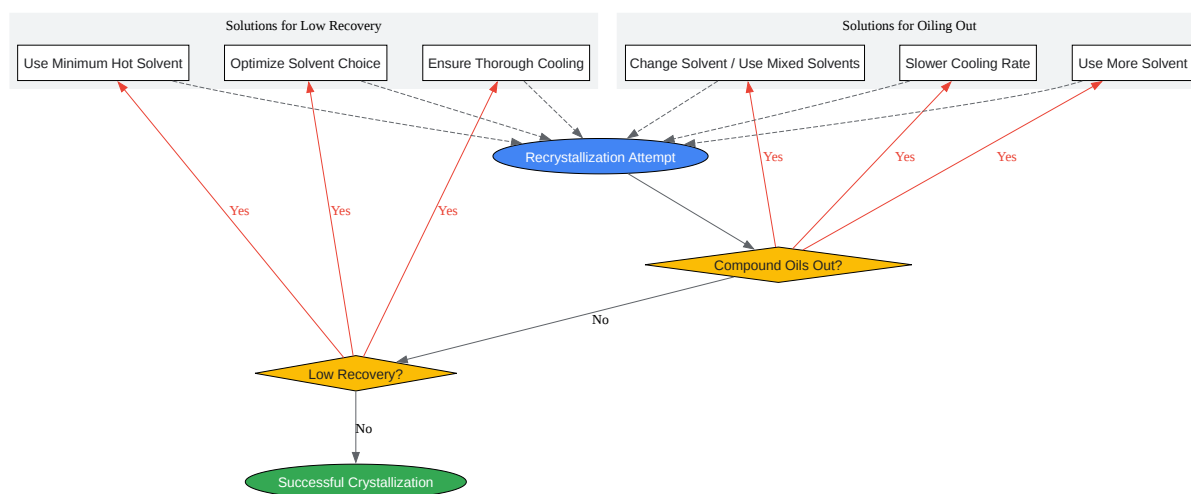 Solutions for Low Recovery
Solutions for Oiling Out
Use Minimum Hot Solvent
Optimize Solvent Choice
Ensure Thorough Cooling
Change Solvent / Use Mixed Solvents
Slower Cooling Rate
Use More Solvent
Recrystallization Attempt
Yes
Yes
Yes
Yes
Yes
Yes
Compound Oils Out?
No
Low Recovery?
No
Successful Crystallization